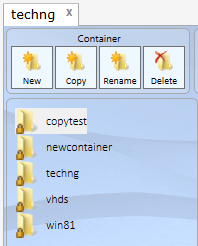 techng x
Container
New Copy Rename Delete
copytest
newcontainer
techng
vhds
win81